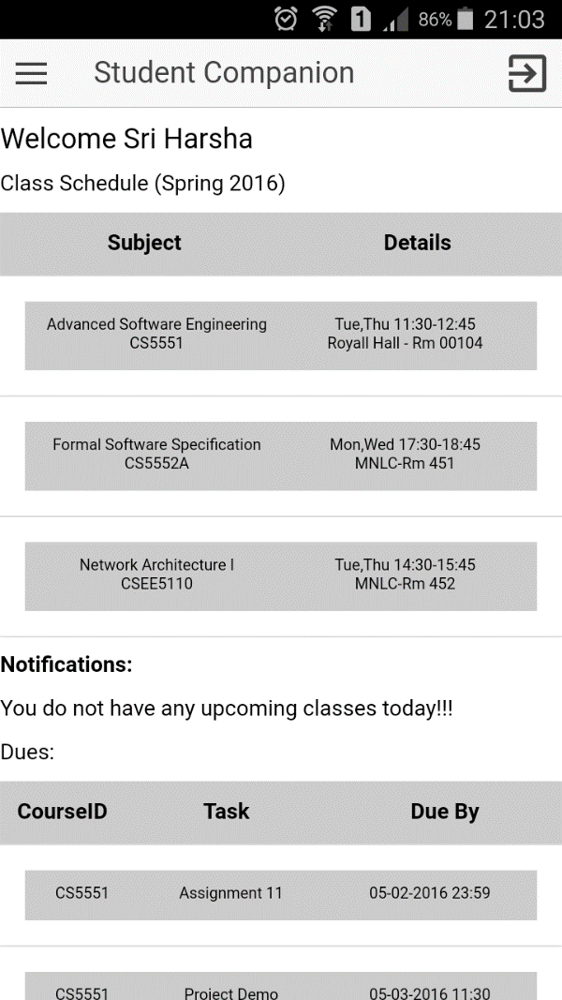 1 86% 21:03
Student Companion
Welcome Sri Harsha
Class Schedule (Spring 2016)
Subject Details
Advanced Software Engineering Tue,Thu 11:30-12:45
CS5551 Royall Hall - Rm 00104
Formal Software Specification Mon,Wed 17:30-18:45
CS5552A MNLC-Rm 451
Network Architecture I Tue,Thu 14:30-15:45
CSEE5110 MNLC-Rm 452
Notifications:
You do not have any upcoming classes today!!!
Dues:
CourseID Task Due By
CS5551 Assignment 11 05-02-2016 23:59
CS5551 Project Demo 05-03-2016 11:30